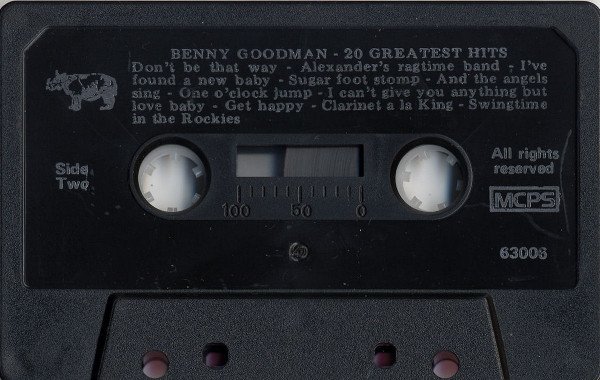 BENNY GOODMAN - 20 GREATEST HITS
Don't be that way - Alexander's ragtime band - I've
found a new baby - Sugar foot stomp - And the angels
sing - One o'clock jump - I can't give you anything but
love baby - Get happy - Clarinet a la King - Swingtime
in the Rockies
Side
Two
All rights
reserved
MCPS
100 50 0
63006